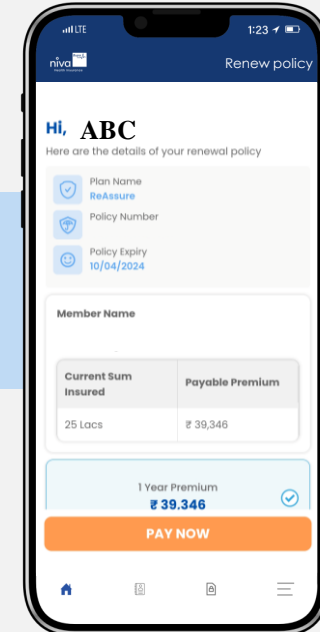 LTE 1:23
niva
Health Insurance
Renew policy
Hi, ABC
Here are the details of your renewal policy
Plan Name
ReAssure
Policy Number
Policy Expiry
10/04/2024
Member Name
Current Sum Insured Payable Premium
25 Lacs ₹ 39,346
1 Year Premium
₹ 39.346
PAY NOW